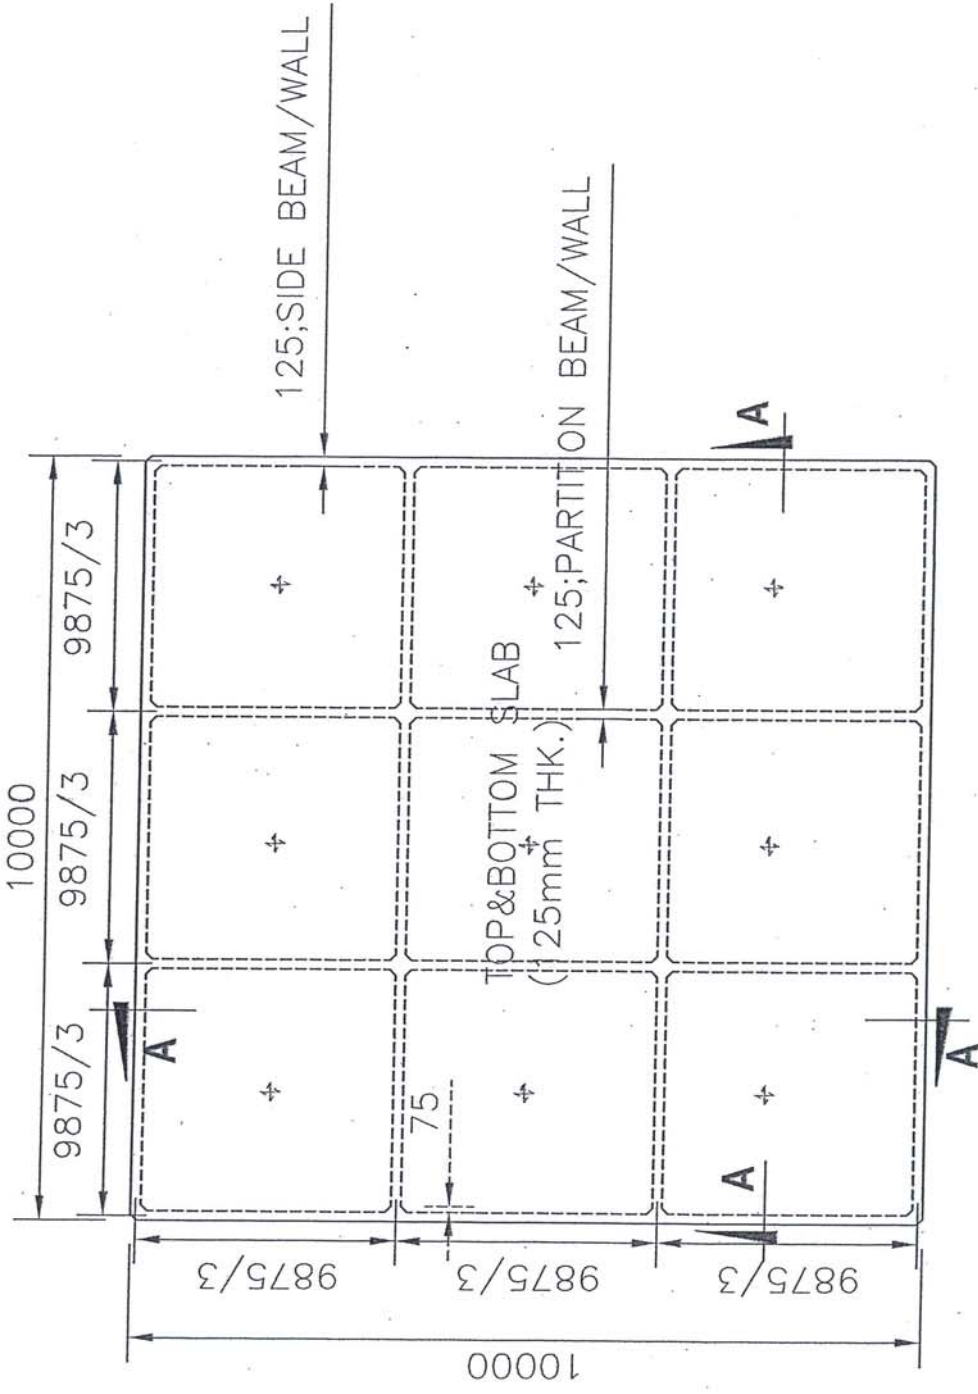 10000
9875/3
9875/3
9875/3
125;SIDE BEAM/WALL
A
TOP&BOTTOM SLAB
(125mm THK.)
125;PARTITION BEAM/WALL
75
A
A
A
9875/3
9875/3
9875/3
10000